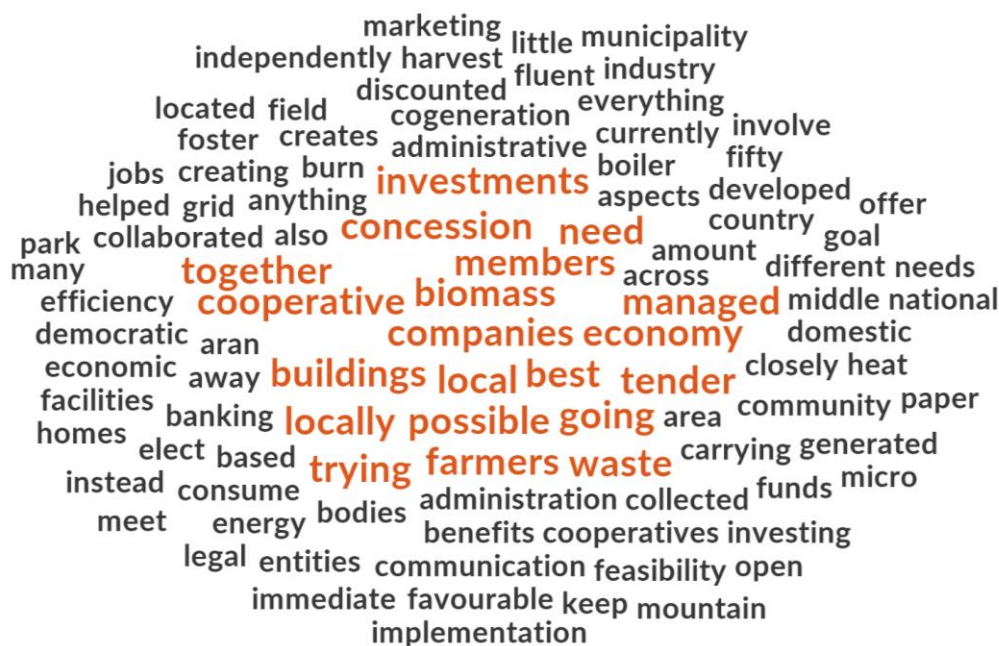 marketing little municipality
independently harvest fluent industry
discounted everything
located field cogeneration currently involve
foster creates administrative boiler fifty
jobs creating burn investments aspects developed offer
helped grid anything country
park collaborated also concession need amount goal
many together members across different needs
efficiency cooperative biomass managed middle national
democratic aran companies economy domestic
economic away buildings local best tender closely heat
facilities banking locally possible going area community paper
homes elect based trying farmers waste carrying generated
instead consume administration collected funds micro
meet energy bodies benefits cooperatives investing
legal entities communication feasibility open
immediate favourable keep mountain
implementation